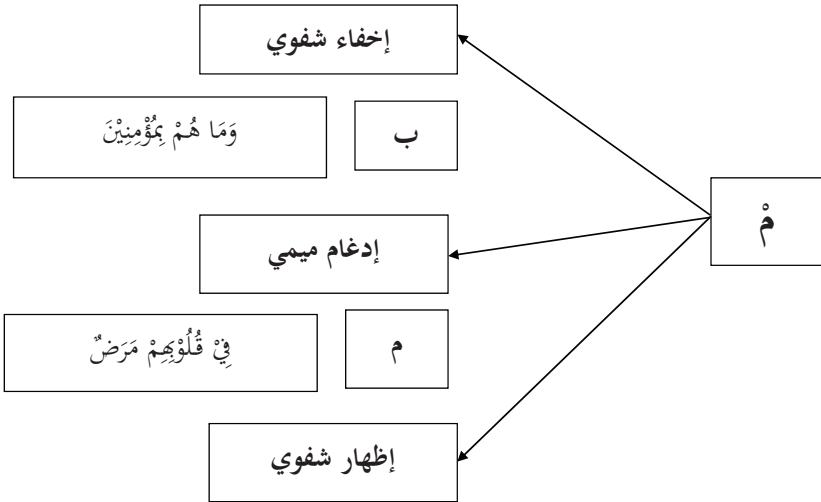 إخفاء شفوي
ب
وَمَا هُمْ بِمُؤْمِنِيْنَ
مْ
إدغام ميمي
م
فِيْ قُلُوْبِهِمْ مَرَضٌ
إظهار شفوي